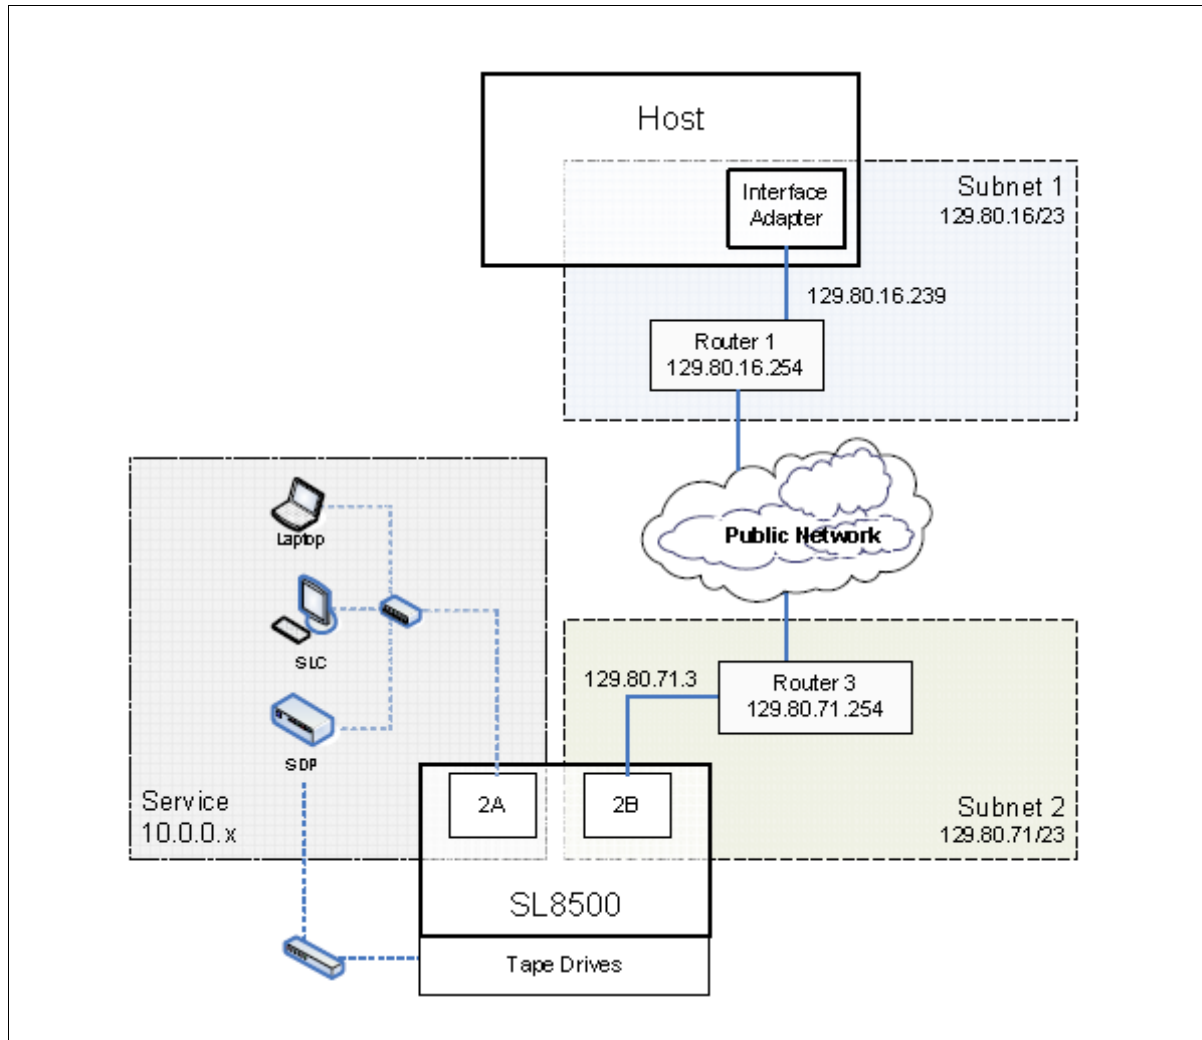 Host
Interface
Adapter
Subnet 1
129.80.16/23
129.80.16.239
Router 1
129.80.16.254
Public Network
Laptop
SLC
SDP
Service
10.0.0.x
129.80.71.3
Router 3
129.80.71.254
2A
2B
Subnet 2
129.80.71/23
SL8500
Tape Drives